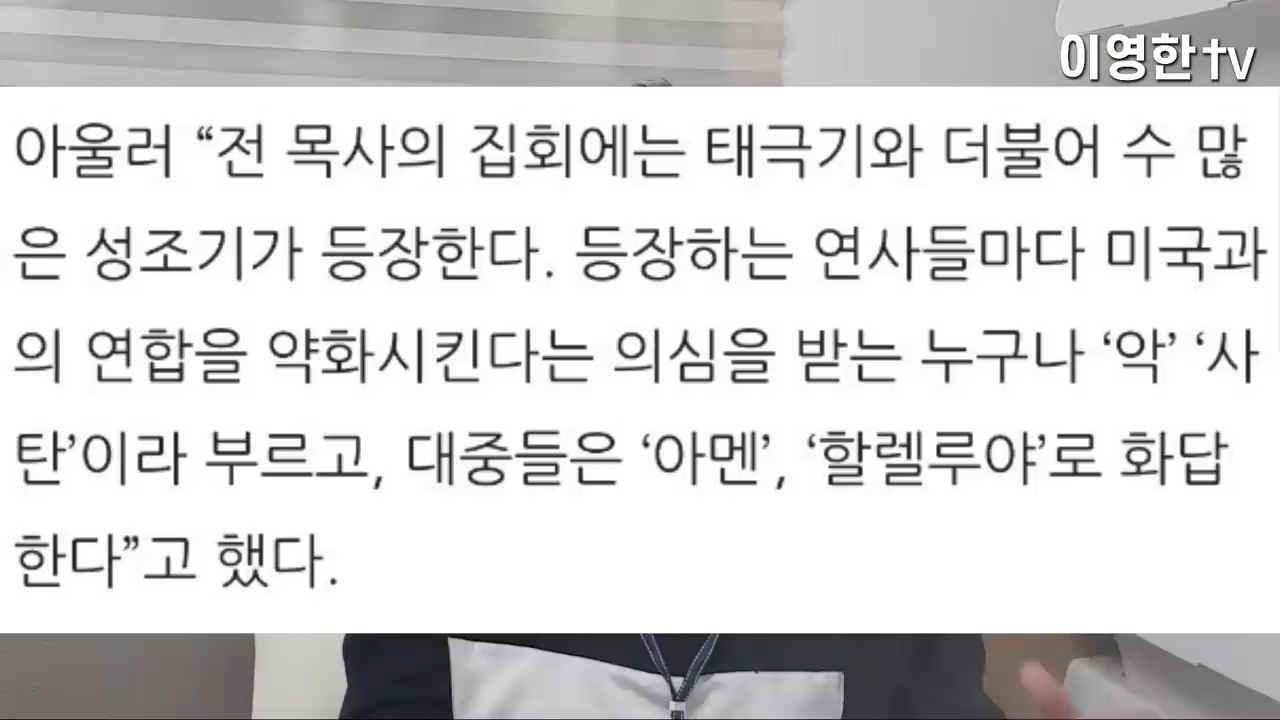 이영한tv
아울러 “전 목사의 집회에는 태극기와 더불어 수 많
은 성조기가 등장한다. 등장하는 연사들마다 미국과
의 연합을 약화시킨다는 의심을 받는 누구나 ‘악’ ‘사
탄’이라 부르고, 대중들은 ‘아멘’, ‘할렐루야’로 화답
한다”고 했다.